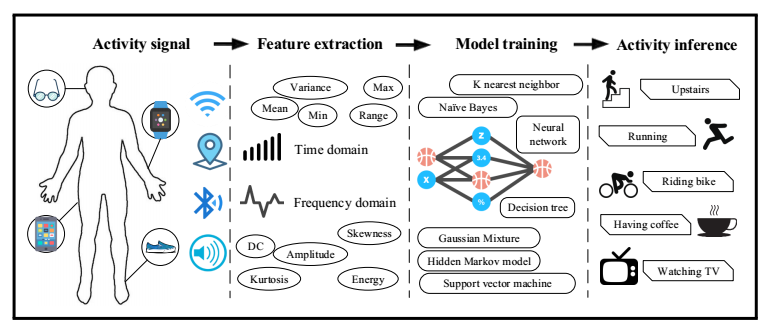 Activity signal
Feature extraction
Model training
Activity inference
Variance
Max
Mean
Min
Range
Time domain
Frequency domain
Skewness
DC
Amplitude
Kurtosis
Energy
K nearest neighbor
Naïve Bayes
Neural
network
Z
3.4
X
%
Decision tree
Gaussian Mixture
Hidden Markov model
Support vector machine
Upstairs
Running
Riding bike
Having coffee
Watching TV